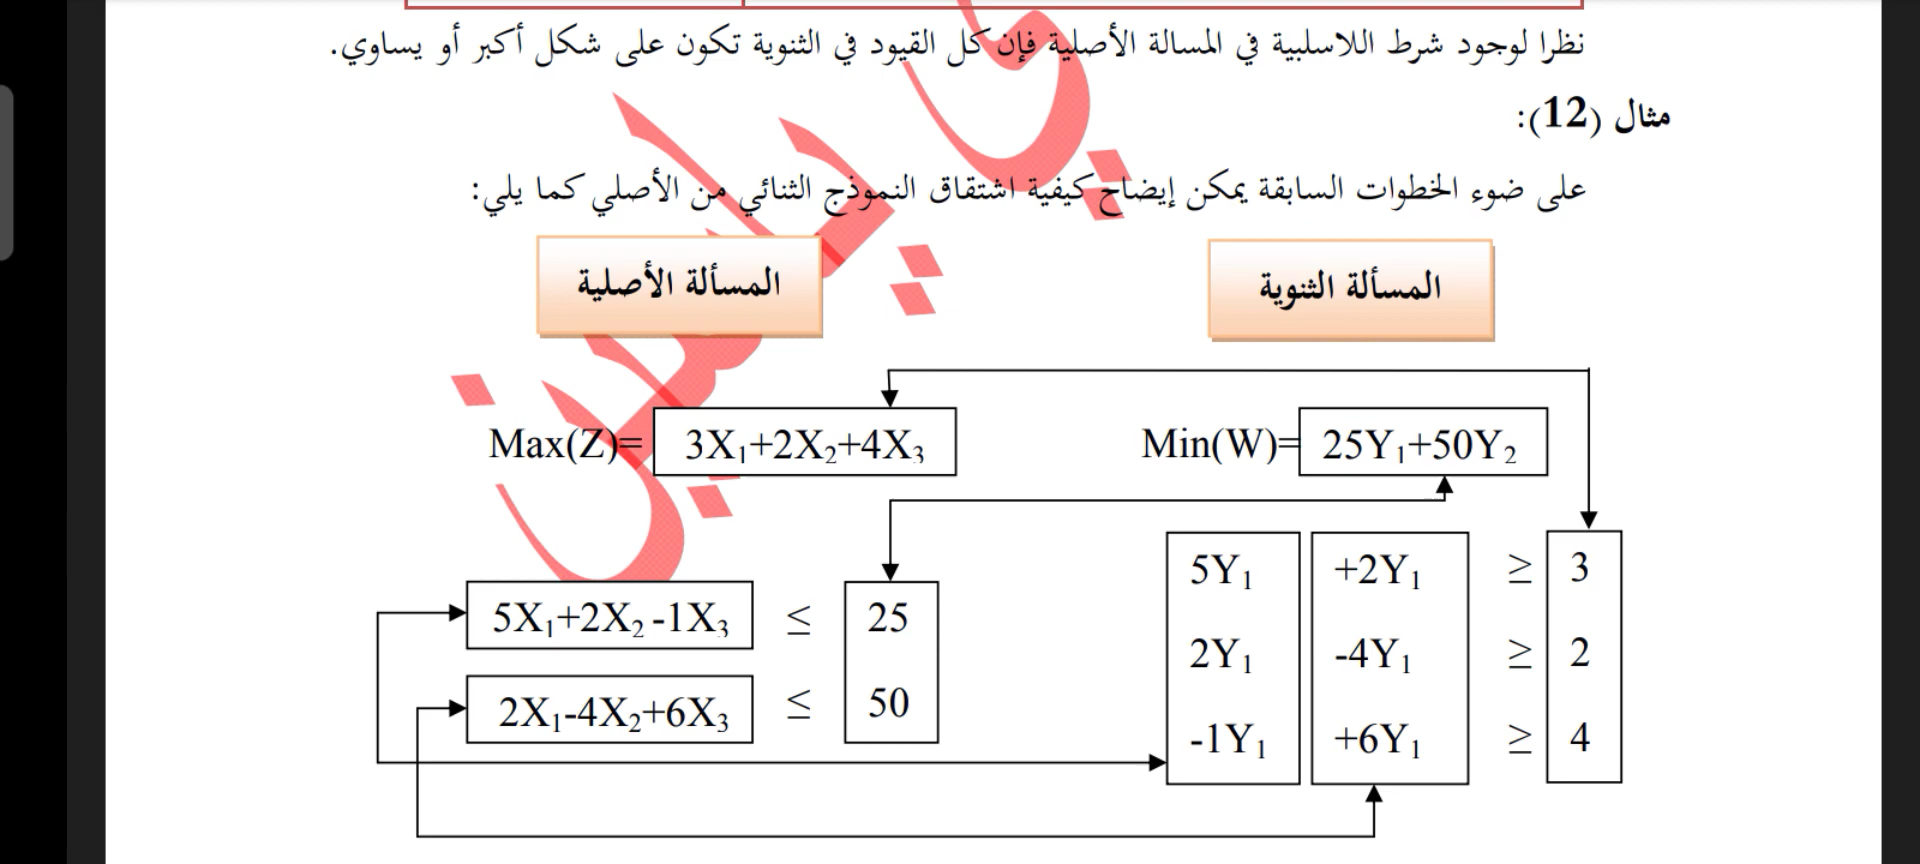 نظرا لوجود شرط اللاسلبية في المسالة الأصلية فإن كل القيود في الثنوية تكون على شكل أكبر أو يساوي.
مثال (12):
على ضوء الخطوات السابقة يمكن إيضاح كيفية اشتقاق النموذج الثنائي من الأصلي كما يلي:
المسألة الأصلية
المسألة الثنوية
Max(Z)= 3X₁+2X₂+4X₃
Min(W)= 25Y₁+50Y₂
5X₁+2X₂ -1X₃ ≤ 25
2X₁-4X₂+6X₃ ≤ 50
5Y₁ +2Y₁ ≥ 3
2Y₁ -4Y₁ ≥ 2
-1Y₁ +6Y₁ ≥ 4